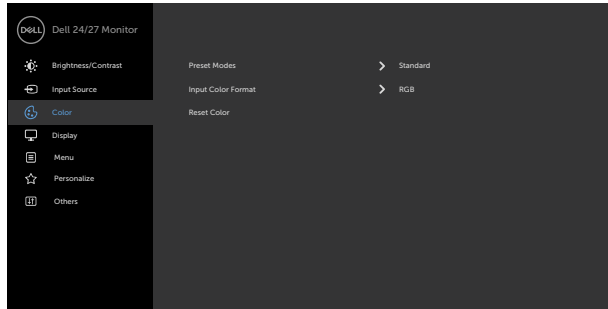 DELL Dell 24/27 Monitor
Brightness/Contrast Preset Modes Standard
Input Source Input Color Format RGB
Color Reset Color
Display
Menu
Personalize
Others